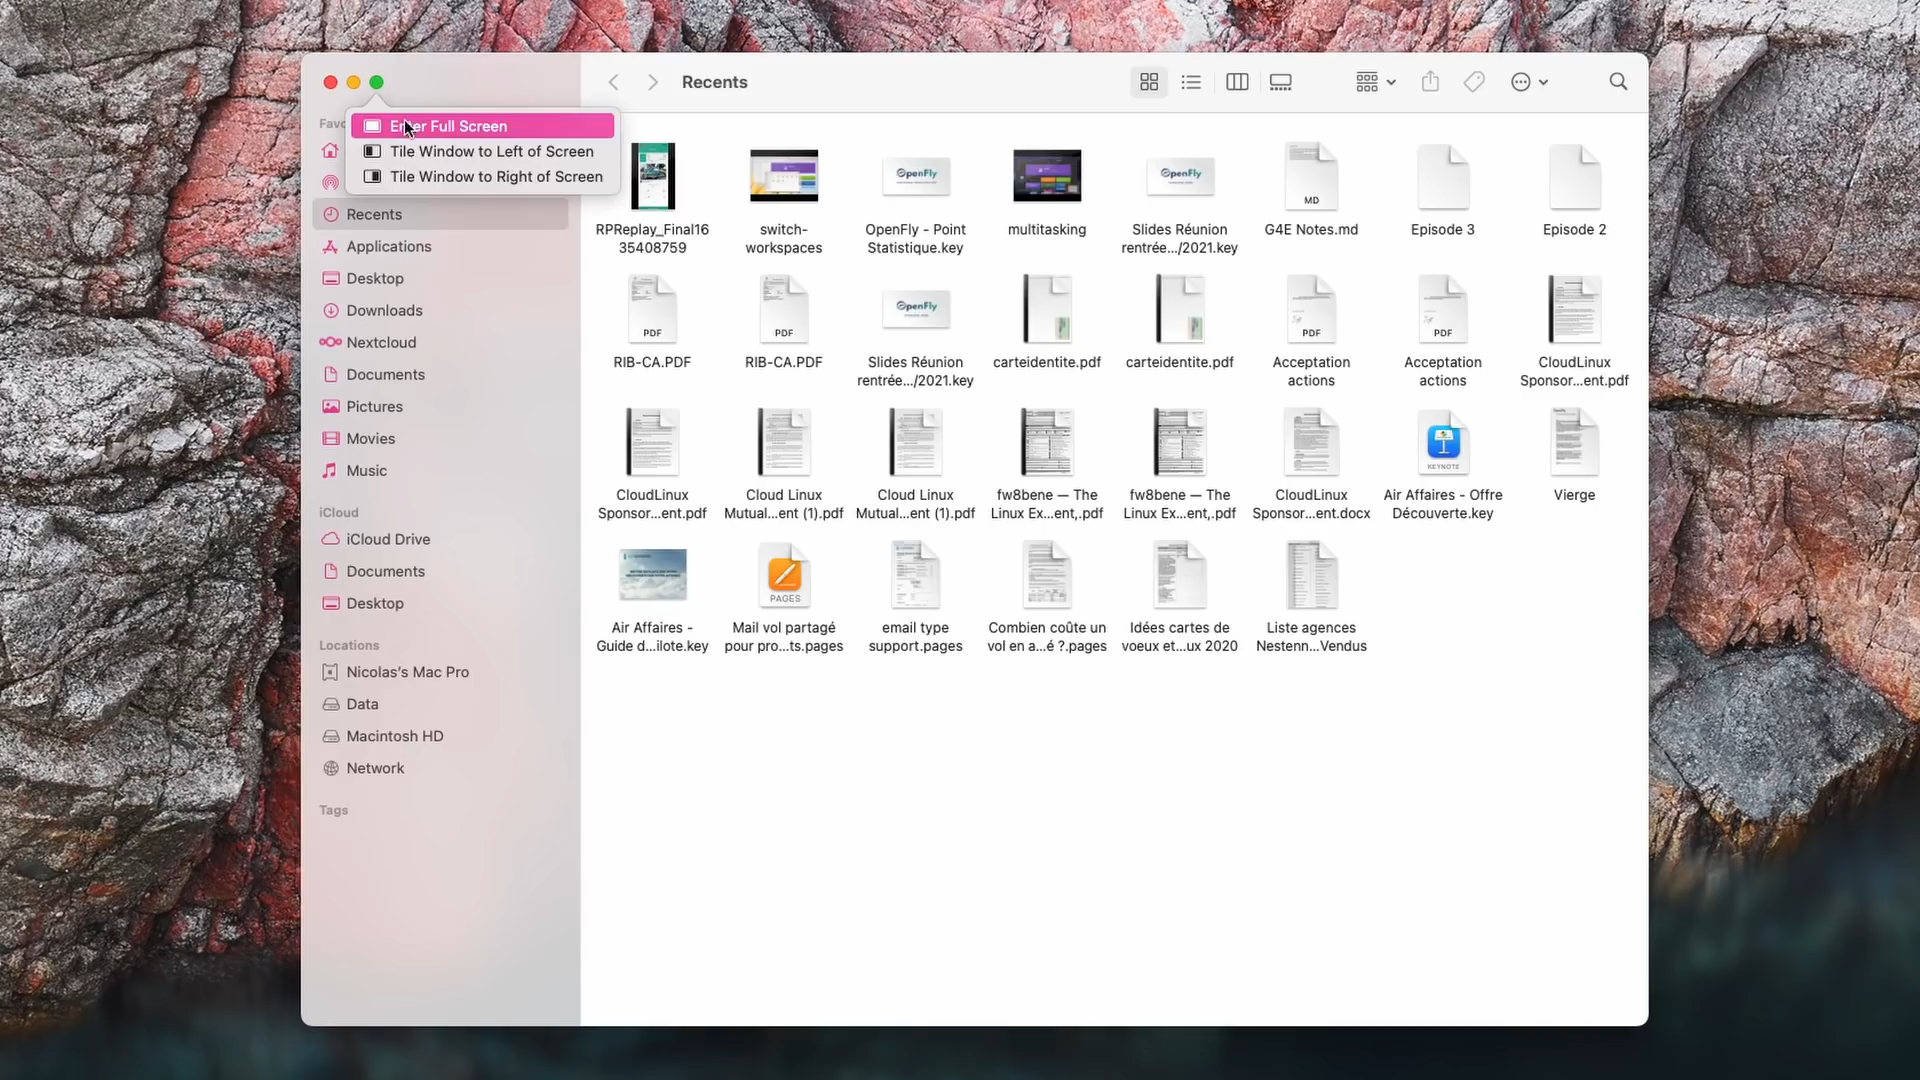 Recents
Favo
Enter Full Screen
Tile Window to Left of Screen
Tile Window to Right of Screen
Recents
Applications
Desktop
Downloads
Nextcloud
Documents
Pictures
Movies
Music
iCloud
iCloud Drive
Documents
Desktop
Locations
Nicolas's Mac Pro
Data
Macintosh HD
Network
Tags
OpenFly
OpenFly
MD
RPReplay_Final16
35408759
switch-
workspaces
OpenFly - Point
Statistique.key
multitasking
Slides Réunion
rentrée.../2021.key
G4E Notes.md
Episode 3
Episode 2
PDF
PDF
OpenFly
PDF
PDF
RIB-CA.PDF
RIB-CA.PDF
Slides Réunion
rentrée.../2021.key
carteidentite.pdf
carteidentite.pdf
Acceptation
actions
Acceptation
actions
CloudLinux
Sponsor...ent.pdf
KEYNOTE
CloudLinux
Sponsor...ent.pdf
Cloud Linux
Mutual...ent (1).pdf
Cloud Linux
Mutual...ent (1).pdf
fw8bene — The
Linux Ex...ent,.pdf
fw8bene — The
Linux Ex...ent,.pdf
CloudLinux
Sponsor...ent.docx
Air Affaires - Offre
Découverte.key
Vierge
PAGES
Air Affaires -
Guide d...ilote.key
Mail vol partagé
pour pro...ts.pages
email type
support.pages
Combien coûte un
vol en a...é ?.pages
Idées cartes de
voeux et...ux 2020
Liste agences
Nestenn...Vendus